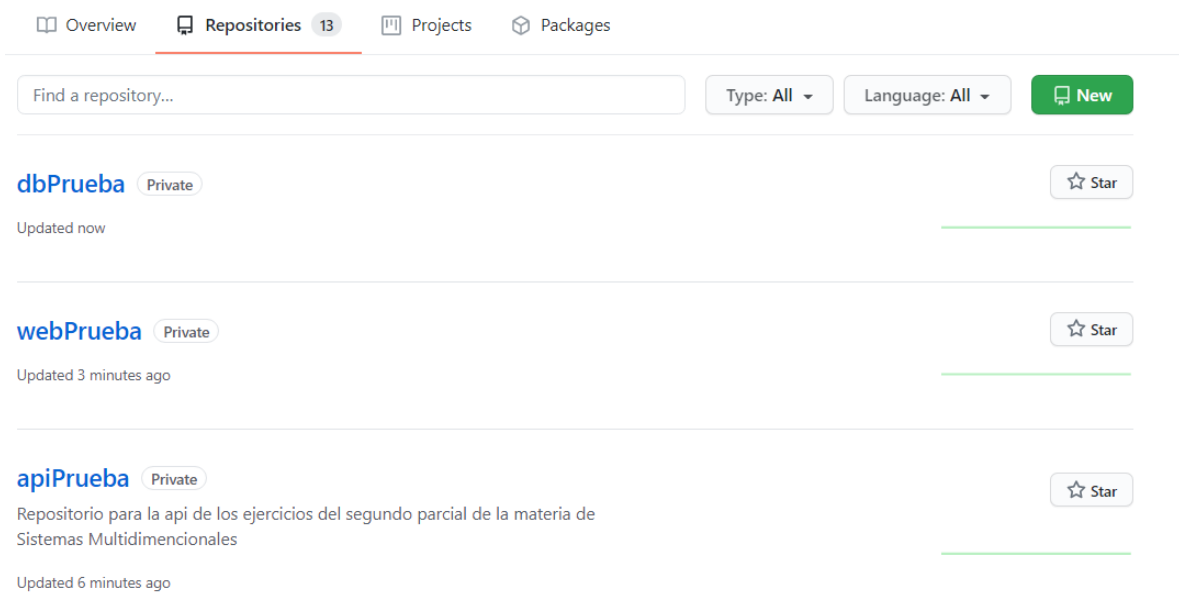 Overview Repositories 13 Projects Packages
Find a repository... Type: All Language: All New
dbPrueba Private Star
Updated now
webPrueba Private Star
Updated 3 minutes ago
apiPrueba Private Star
Repositorio para la api de los ejercicios del segundo parcial de la materia de
Sistemas Multidimencionales
Updated 6 minutes ago